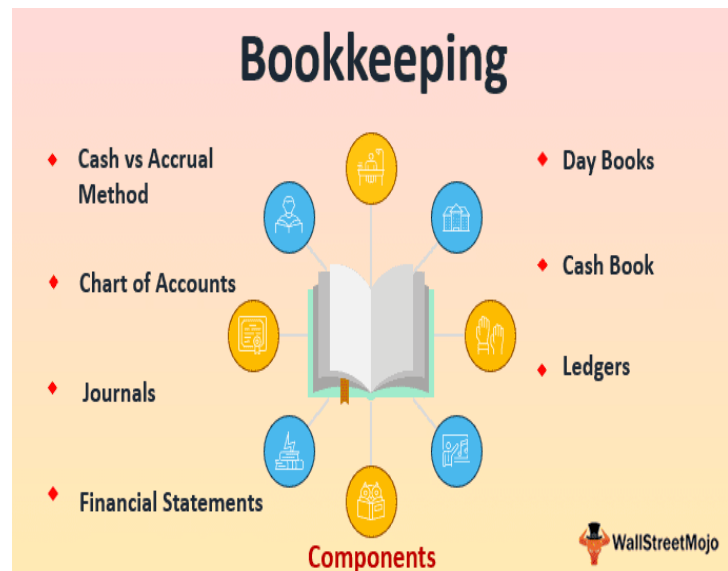 Bookkeeping
Cash vs Accrual
Method
Chart of Accounts
Journals
Financial Statements
Day Books
Cash Book
Ledgers
Components
WallStreetMojo